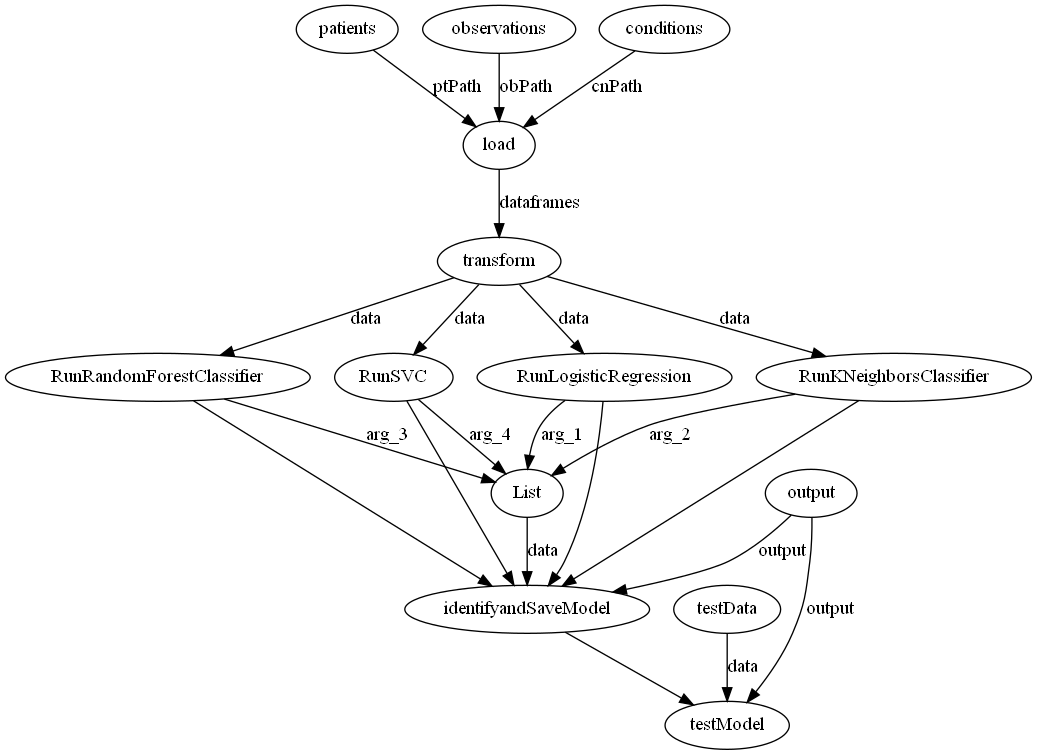 patients
observations
conditions
ptPath
obPath
cnPath
load
dataframes
transform
data
data
data
data
RunRandomForestClassifier
RunSVC
RunLogisticRegression
RunKNeighborsClassifier
arg_3
arg_4
arg_1
arg_2
List
output
data
output
identifyandSaveModel
testData
output
data
testModel